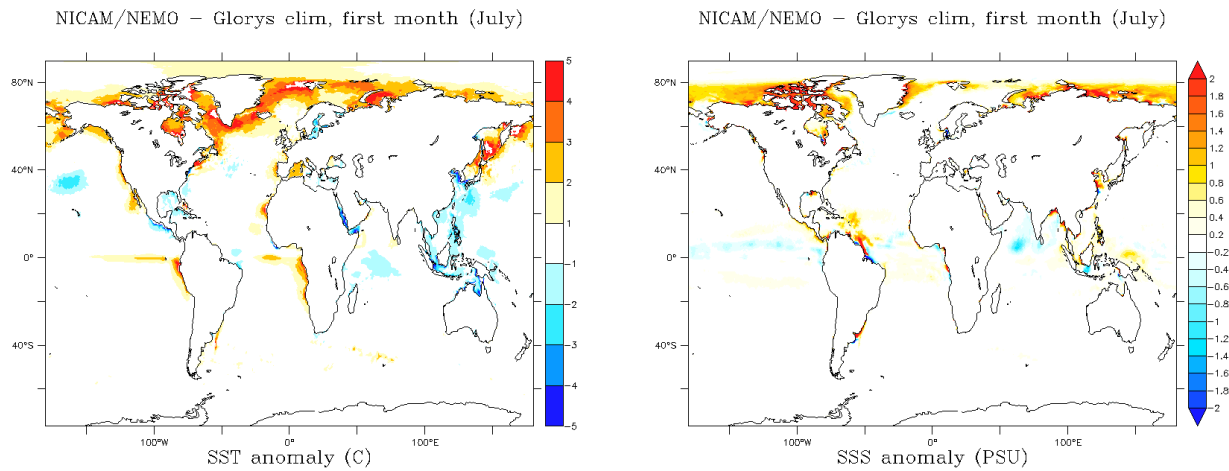 NICAM/NEMO − Glorys clim, first month (July)
80°N
40°N
0°
40°S
100°W
0°
100°E
SST anomaly (C)
5
4
3
2
1
-1
-2
-3
-4
-5
NICAM/NEMO − Glorys clim, first month (July)
80°N
40°N
0°
40°S
100°W
0°
100°E
SSS anomaly (PSU)
2
1.8
1.6
1.4
1.2
1
0.8
0.6
0.4
0.2
-0.2
-0.4
-0.6
-0.8
-1
-1.2
-1.4
-1.6
-1.8
-2